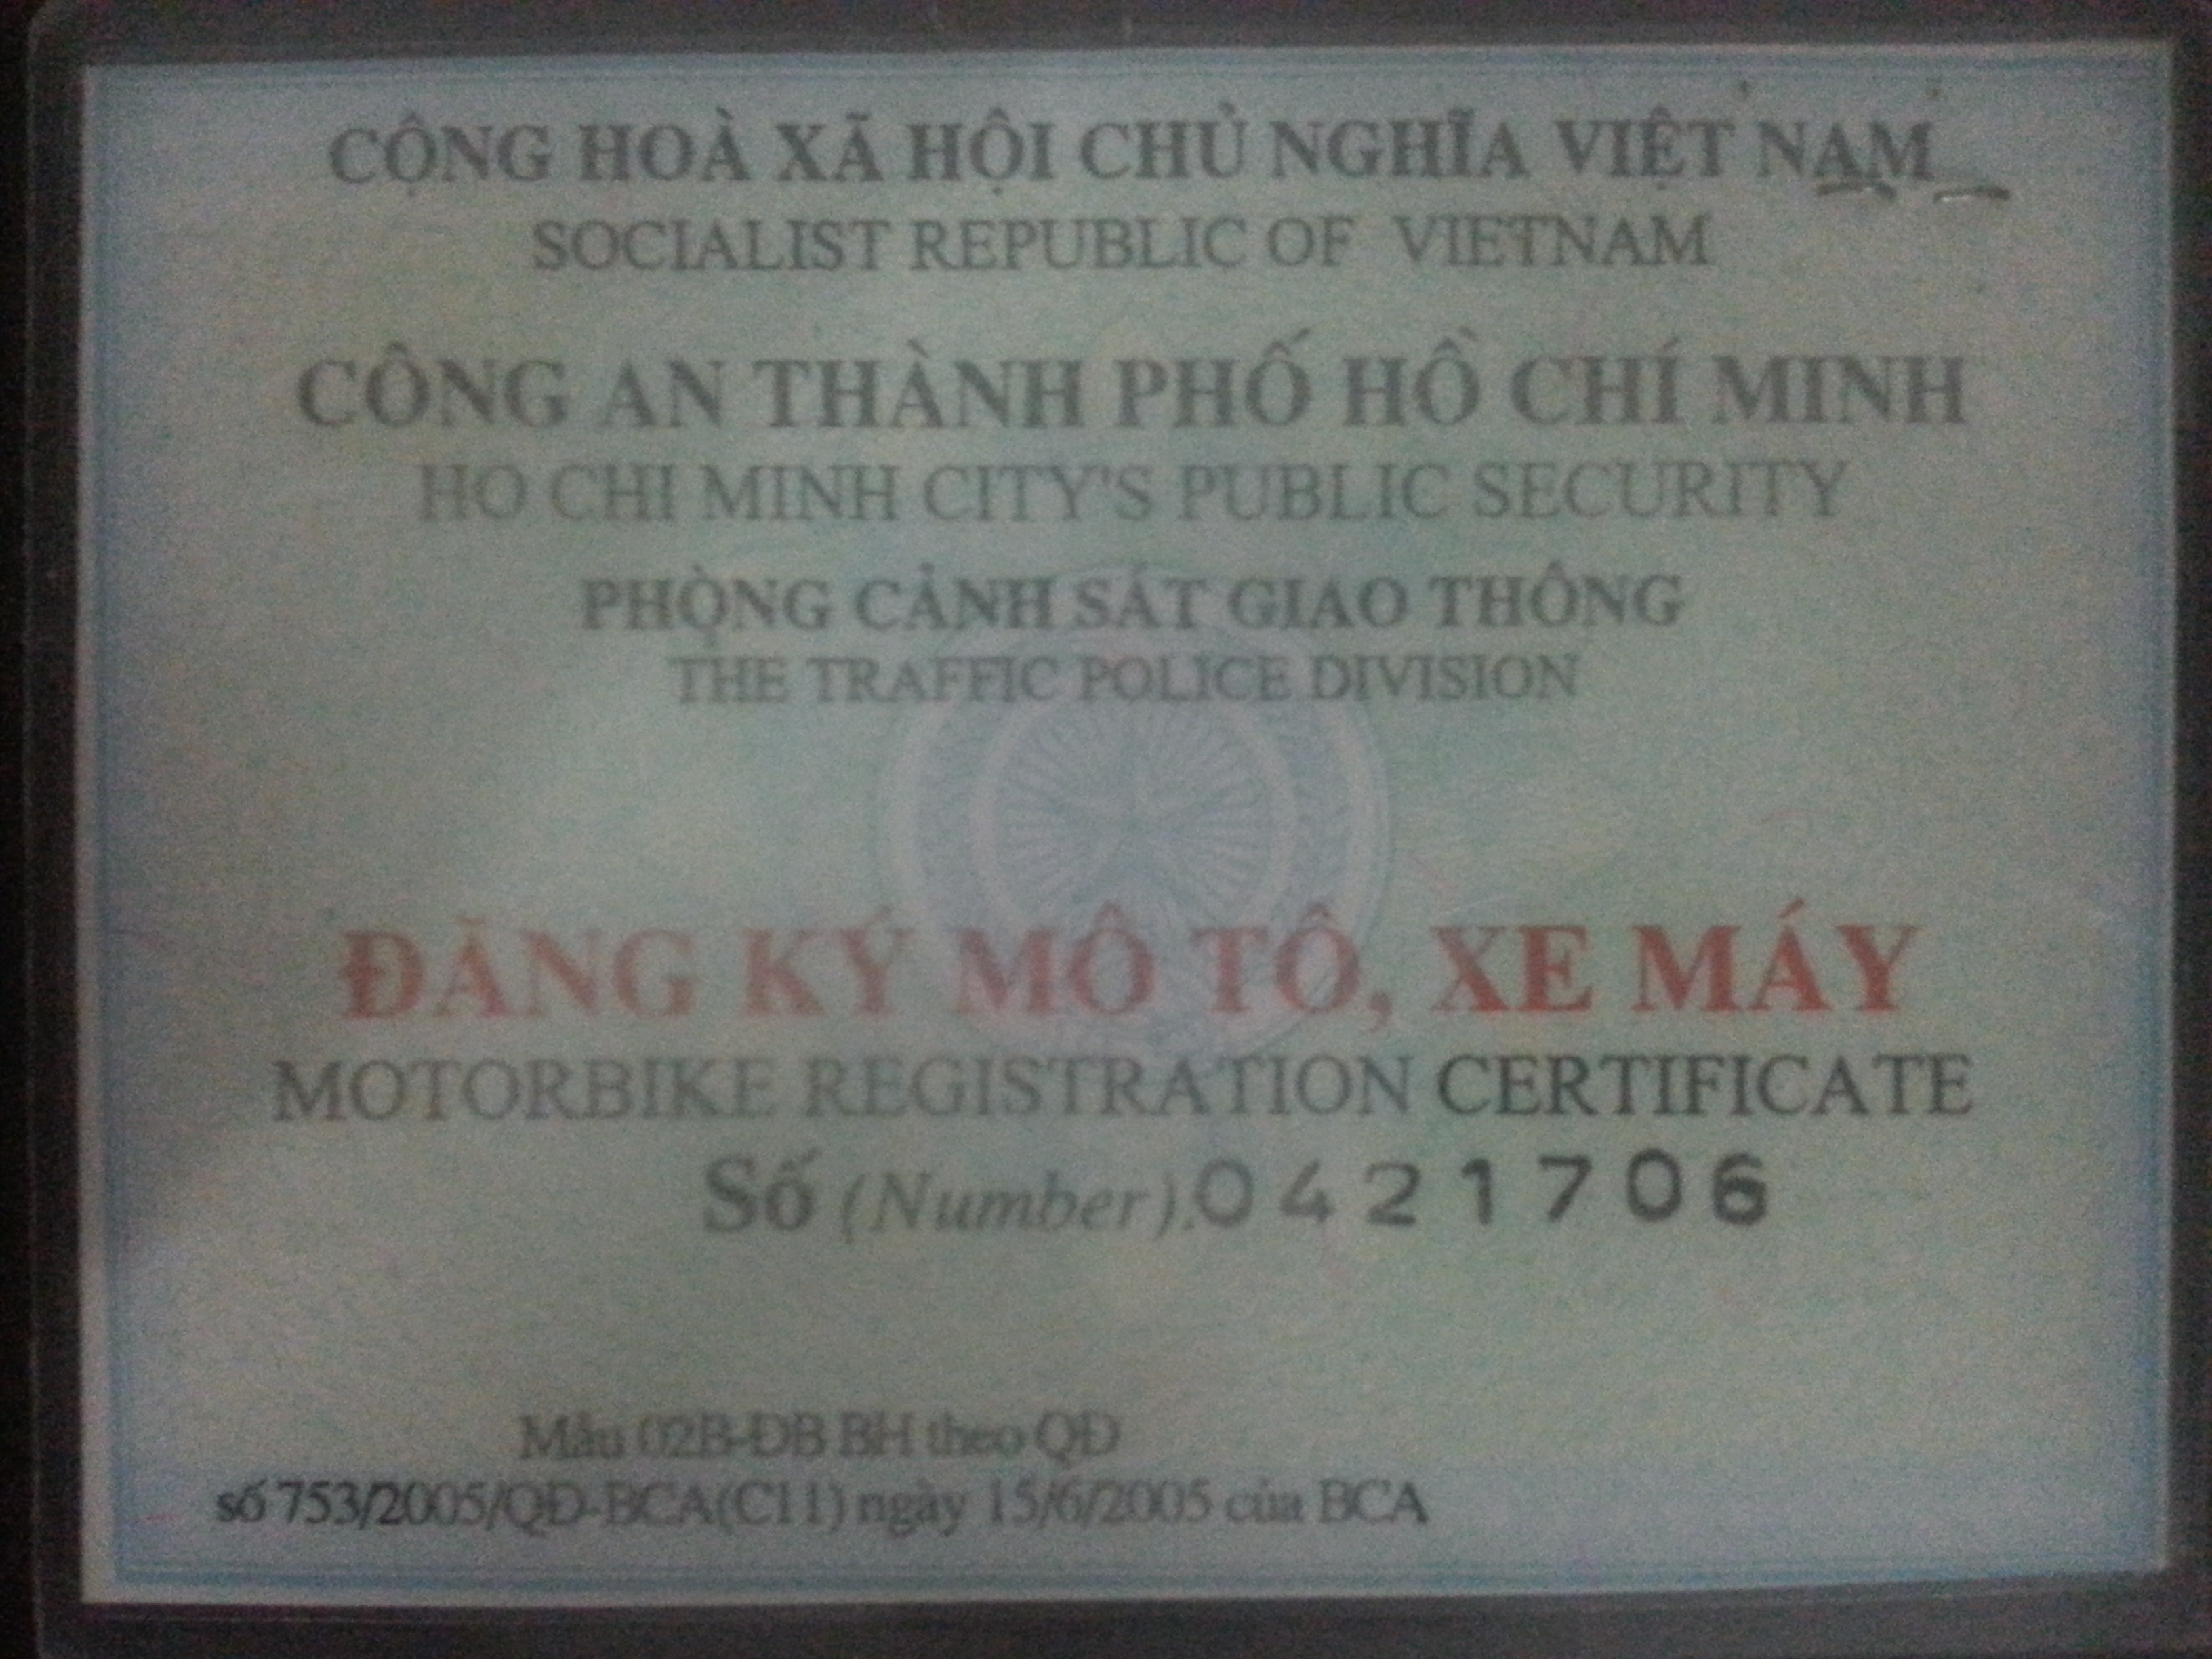 CỘNG HOÀ XÃ HỘI CHỦ NGHĨA VIỆT NAM
SOCIALIST REPUBLIC OF VIETNAM
CÔNG AN THÀNH PHỐ HỒ CHÍ MINH
HO CHI MINH CITY'S PUBLIC SECURITY
PHÒNG CẢNH SÁT GIAO THÔNG
THE TRAFFIC POLICE DIVISION
ĐĂNG KÝ MÔ TÔ, XE MÁY
MOTORBIKE REGISTRATION CERTIFICATE
Số (Number).0421706
Mẫu 02B-ĐB BH theo QĐ
số 753/2005/QĐ-BCA(C11) ngày 15/6/2005 của BCA